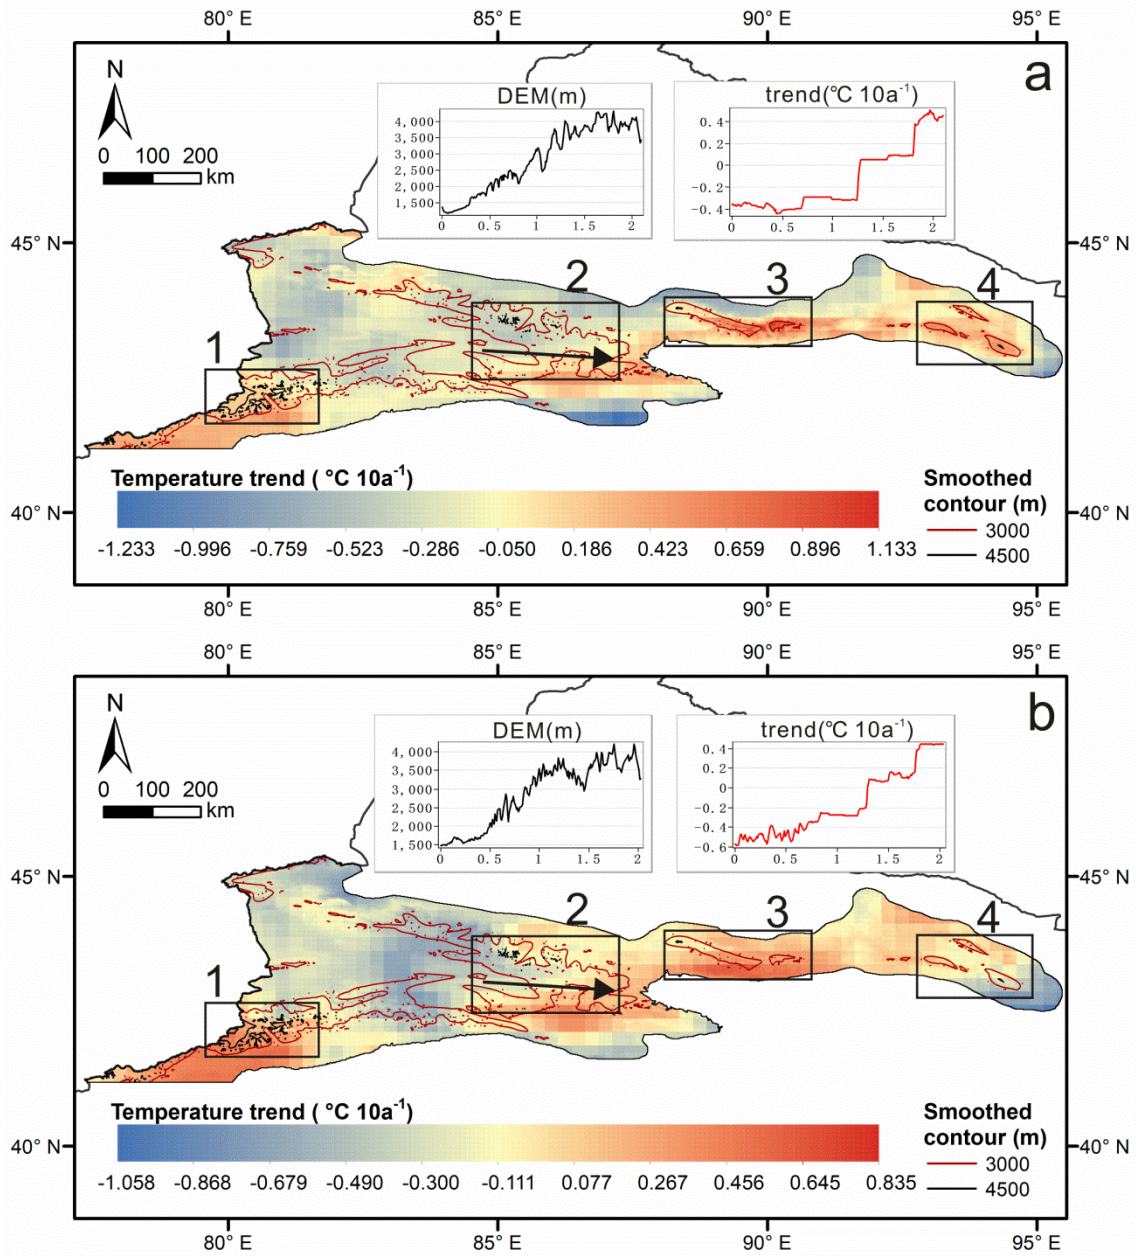 80° E 85° E 90° E 95° E
a
N
0 100 200
km
DEM(m)
4,000
3,500
3,000
2,500
2,000
1,500
0 0.5 1 1.5 2
trend(℃ 10a⁻¹)
0.4
0.2
0
-0.2
-0.4
0 0.5 1 1.5 2
45° N 45° N
1 2 3 4
Temperature trend ( °C 10a⁻¹)
-1.233 -0.996 -0.759 -0.523 -0.286 -0.050 0.186 0.423 0.659 0.896 1.133
Smoothed
contour (m)
3000
4500
40° N 40° N
80° E 85° E 90° E 95° E
80° E 85° E 90° E 95° E
b
N
0 100 200
km
DEM(m)
4,000
3,500
3,000
2,500
2,000
1,500
0 0.5 1 1.5 2
trend(℃ 10a⁻¹)
0.4
0.2
0
-0.2
-0.4
-0.6
0 0.5 1 1.5 2
45° N 45° N
1 2 3 4
Temperature trend ( °C 10a⁻¹)
-1.058 -0.868 -0.679 -0.490 -0.300 -0.111 0.077 0.267 0.456 0.645 0.835
Smoothed
contour (m)
3000
4500
40° N 40° N
80° E 85° E 90° E 95° E